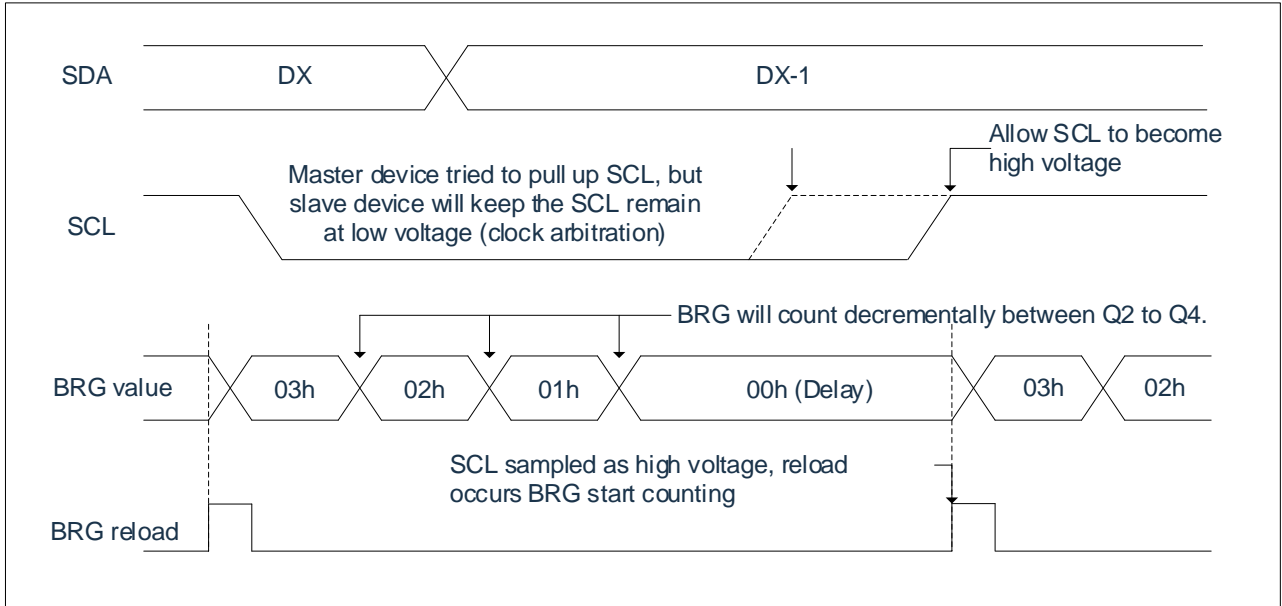 SDA
DX
DX-1
Allow SCL to become
high voltage
Master device tried to pull up SCL, but
slave device will keep the SCL remain
at low voltage (clock arbitration)
SCL
BRG will count decrementally between Q2 to Q4.
BRG value
03h
02h
01h
00h (Delay)
03h
02h
SCL sampled as high voltage, reload
occurs BRG start counting
BRG reload